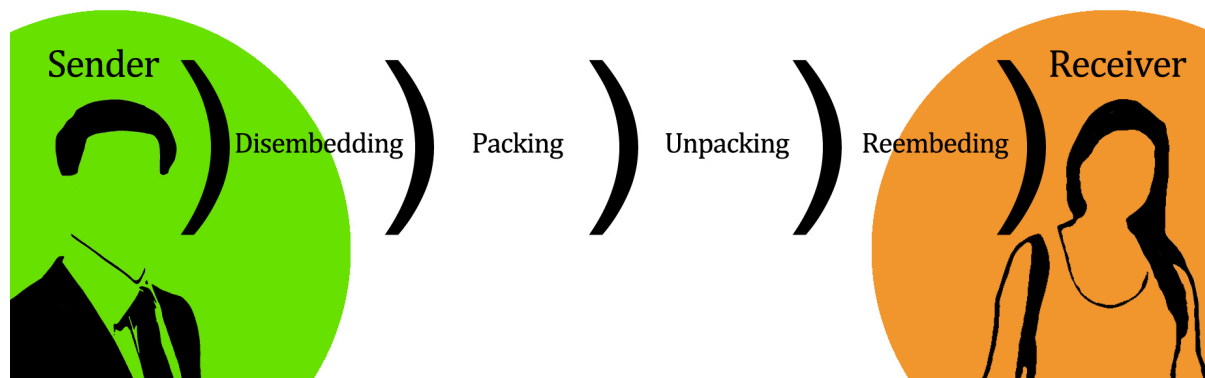 Sender
Receiver
Disembedding
Packing
Unpacking
Reembeding